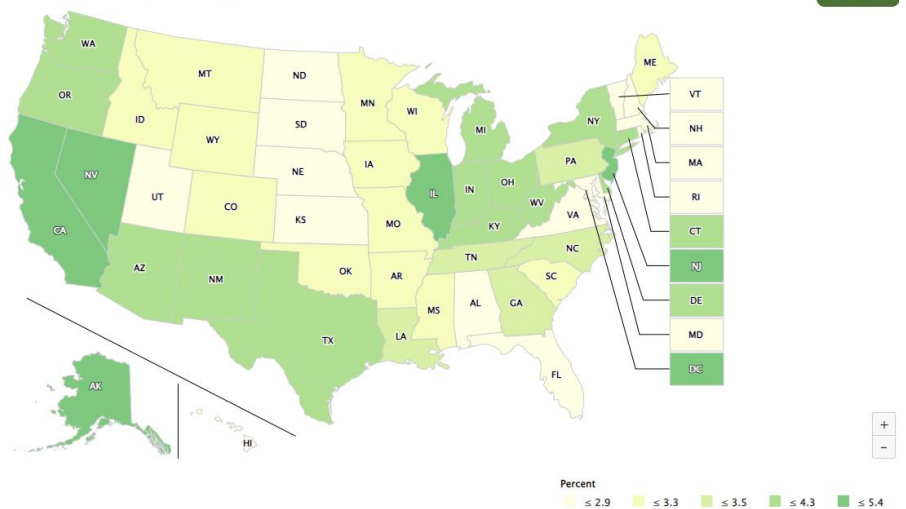 WA
ME
MT
ND
VT
OR
MN
ID
WI
NH
SD
NY
MI
WY
MA
IA
PA
NE
NV
RI
OH
IL
IN
UT
WV
CO
VA
CT
MO
KS
KY
CA
NC
NJ
TN
AZ
OK
AR
SC
NM
DE
MS
AL
GA
MD
LA
TX
DC
FL
AK
HI
+
−
Percent
≤ 2.9 ≤ 3.3 ≤ 3.5 ≤ 4.3 ≤ 5.4